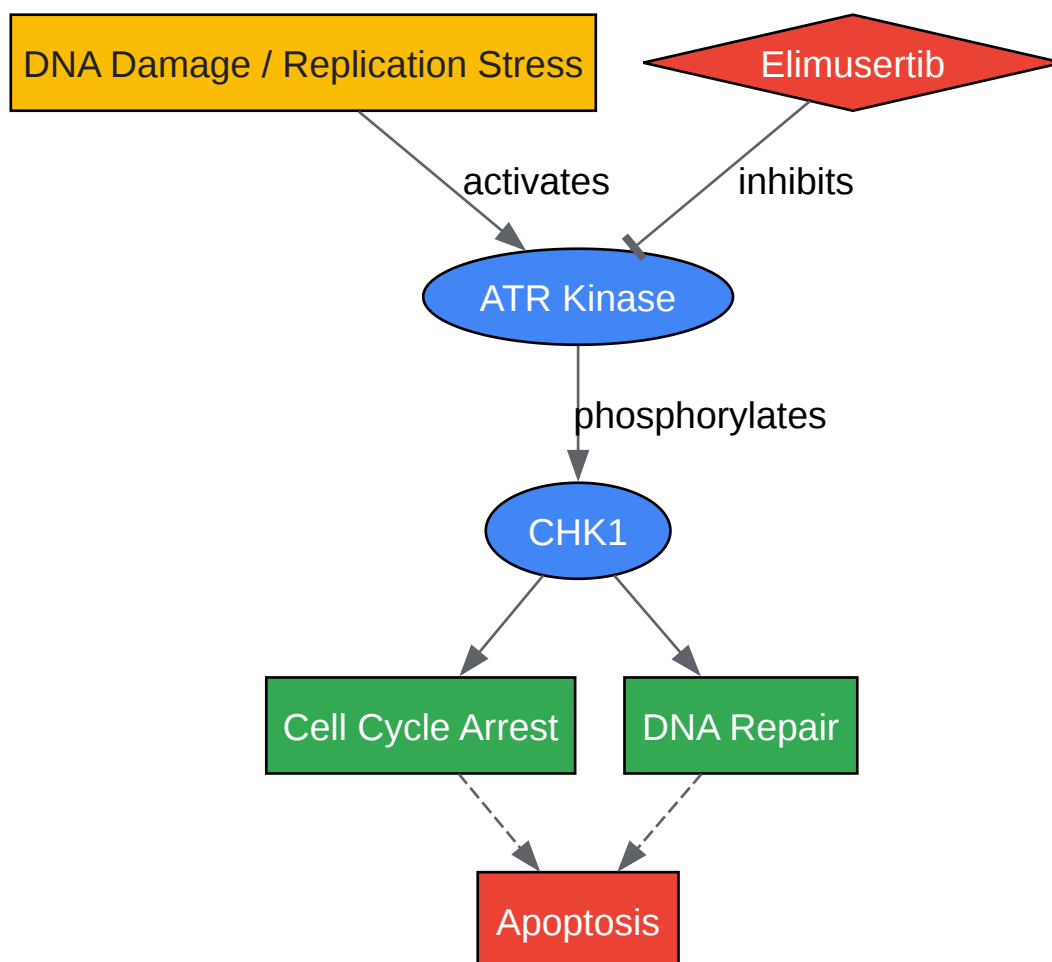 DNA Damage / Replication Stress
Elimusertib
activates
inhibits
ATR Kinase
phosphorylates
CHK1
Cell Cycle Arrest
DNA Repair
Apoptosis